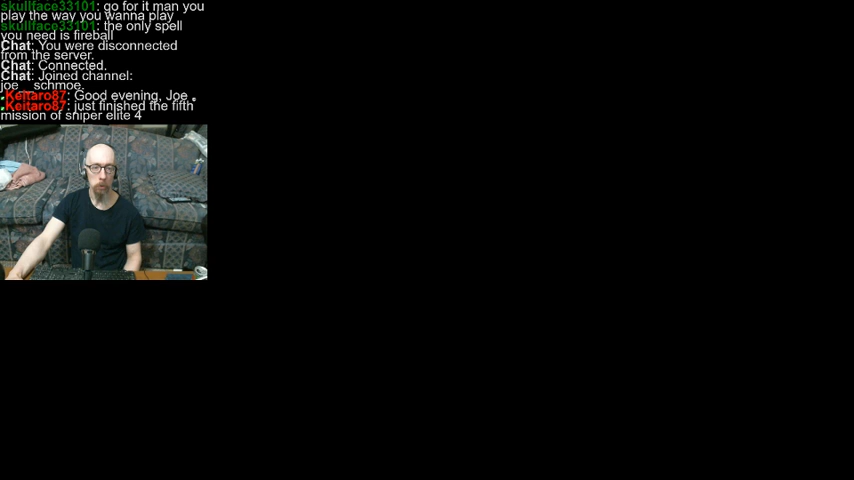 skullface33101: go for it man you
play the way you wanna play
skullface33101: the only spell
you need is fireball
Chat: You were disconnected
from the server.
Chat: Connected.
Chat: Joined channel:
joe__schmoe.
Keitaro87: Good evening, Joe
Keitaro87: just finished the fifth
mission of sniper elite 4